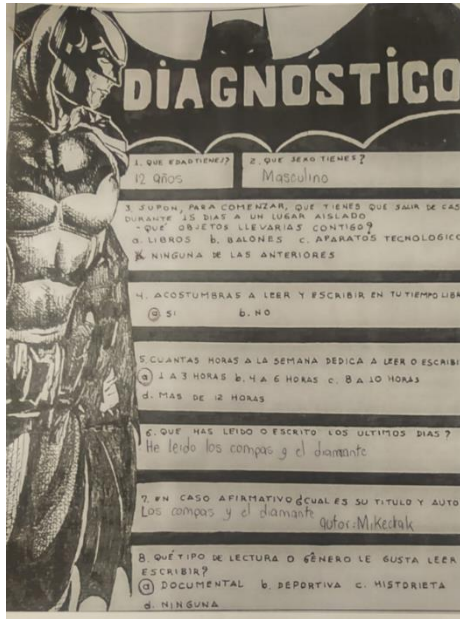 DIAGNÓSTICO
1. QUE EDAD TIENES?
12 años
2. QUE SEXO TIENES?
Masculino
3. SUPON, PARA COMENZAR, QUE TIENES QUE SALIR DE CAS
DURANTE 15 DIAS A UN LUGAR AISLADO
- QUÉ OBJETOS LLEVARIAS CONTIGO?
a. LIBROS b. BALONES c. APARATOS TECNOLOGICO
NINGUNA DE LAS ANTERIORES
4. ACOSTUMBRAS A LEER Y ESCRIBIR EN TU TIEMPO LIBR
a. SI b. NO
5. CUANTAS HORAS A LA SEMANA DEDICA A LEER O ESCRIBI
a 1 A 3 HORAS b. 4 A 6 HORAS c. 8 A 10 HORAS
d. MAS DE 12 HORAS
6. QUE HAS LEIDO O ESCRITO LOS ULTIMOS DIAS?
He leido los compas y el diamante
7. EN CASO AFIRMATIVO ¿CUAL ES SU TITULO Y AUTO
Los compas y el diamante
autor: Mikecrak
8. QUÉ TIPO DE LECTURA O GÉNERO LE GUSTA LEER
ESCRIBIR?
a DOCUMENTAL b. DEPORTIVA c. HISTORIETA
d. NINGUNA